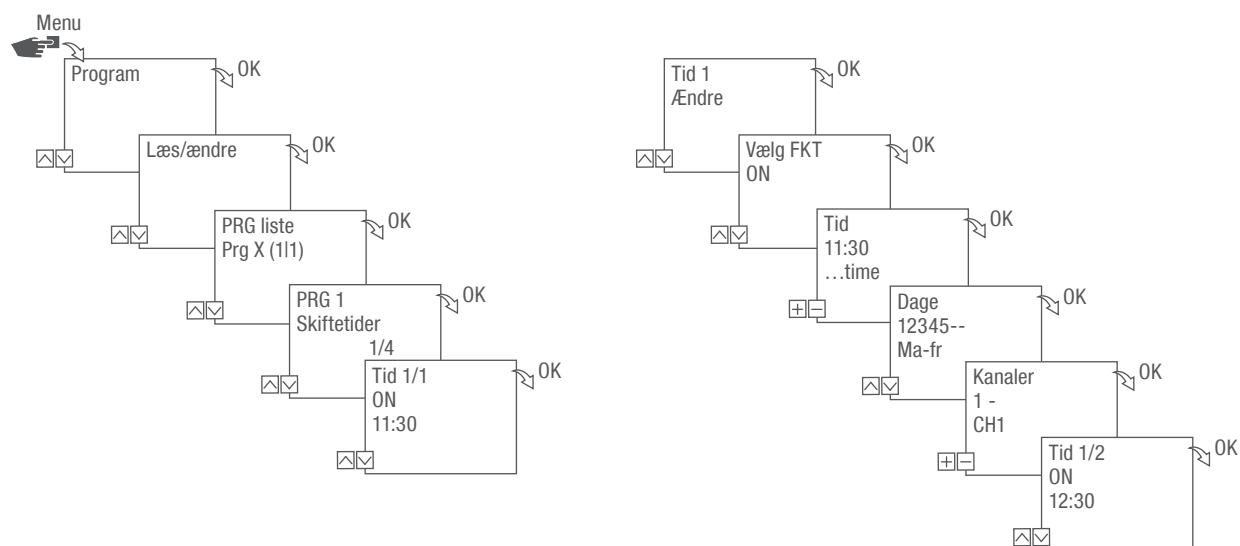 Menu
Program
OK
Læs/ændre
OK
PRG liste
Prg X (1|1)
OK
PRG 1
Skiftetider
1/4
OK
Tid 1/1
ON
11:30
OK
Tid 1
Ændre
OK
Vælg FKT
ON
OK
Tid
11:30
...time
OK
Dage
12345--
Ma-fr
OK
Kanaler
1 -
CH1
OK
Tid 1/2
ON
12:30
OK